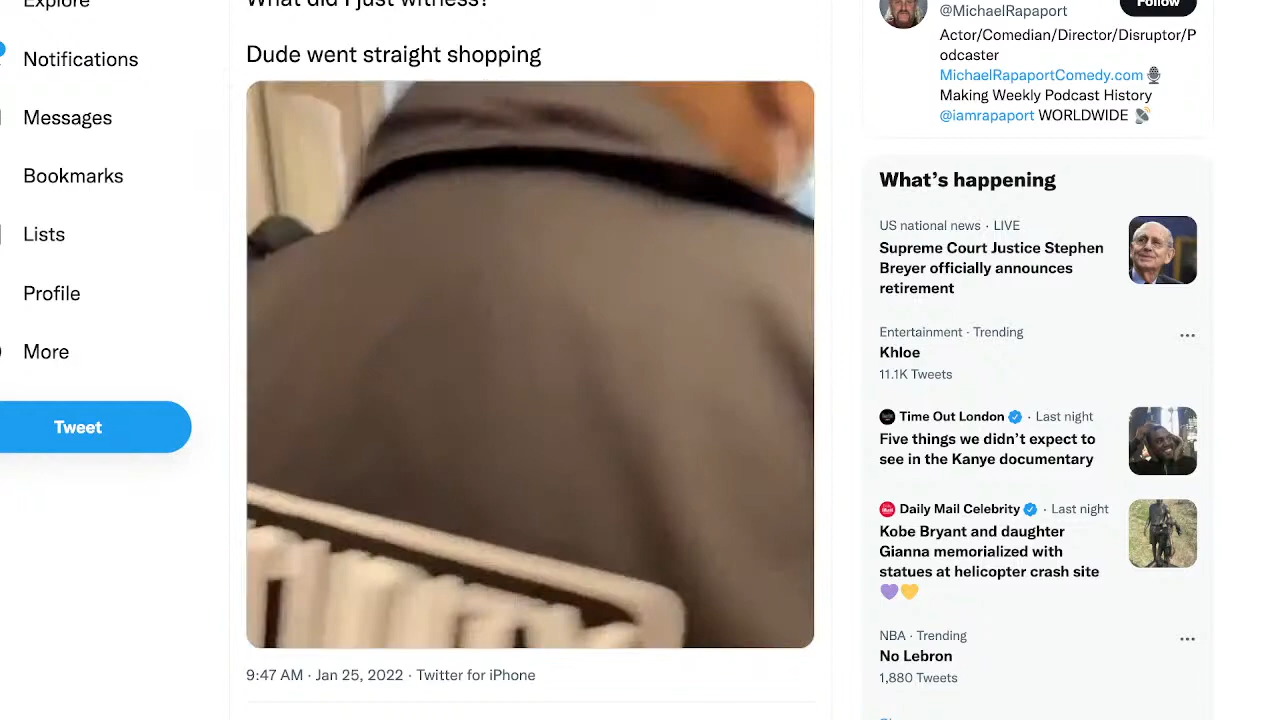 Explore
Notifications
Messages
Bookmarks
Lists
Profile
More
Tweet
What did I just witness?
Dude went straight shopping
9:47 AM · Jan 25, 2022 · Twitter for iPhone
@MichaelRapaport
Follow
Actor/Comedian/Director/Disruptor/P
odcaster
MichaelRapaportComedy.com 🎙️
Making Weekly Podcast History
@iamrapaport WORLDWIDE 📡
What's happening
US national news · LIVE
Supreme Court Justice Stephen
Breyer officially announces
retirement
Entertainment · Trending
Khloe
11.1K Tweets
Time Out London · Last night
Five things we didn't expect to
see in the Kanye documentary
Daily Mail Celebrity · Last night
Kobe Bryant and daughter
Gianna memorialized with
statues at helicopter crash site
💜💛
NBA · Trending
No Lebron
1,880 Tweets